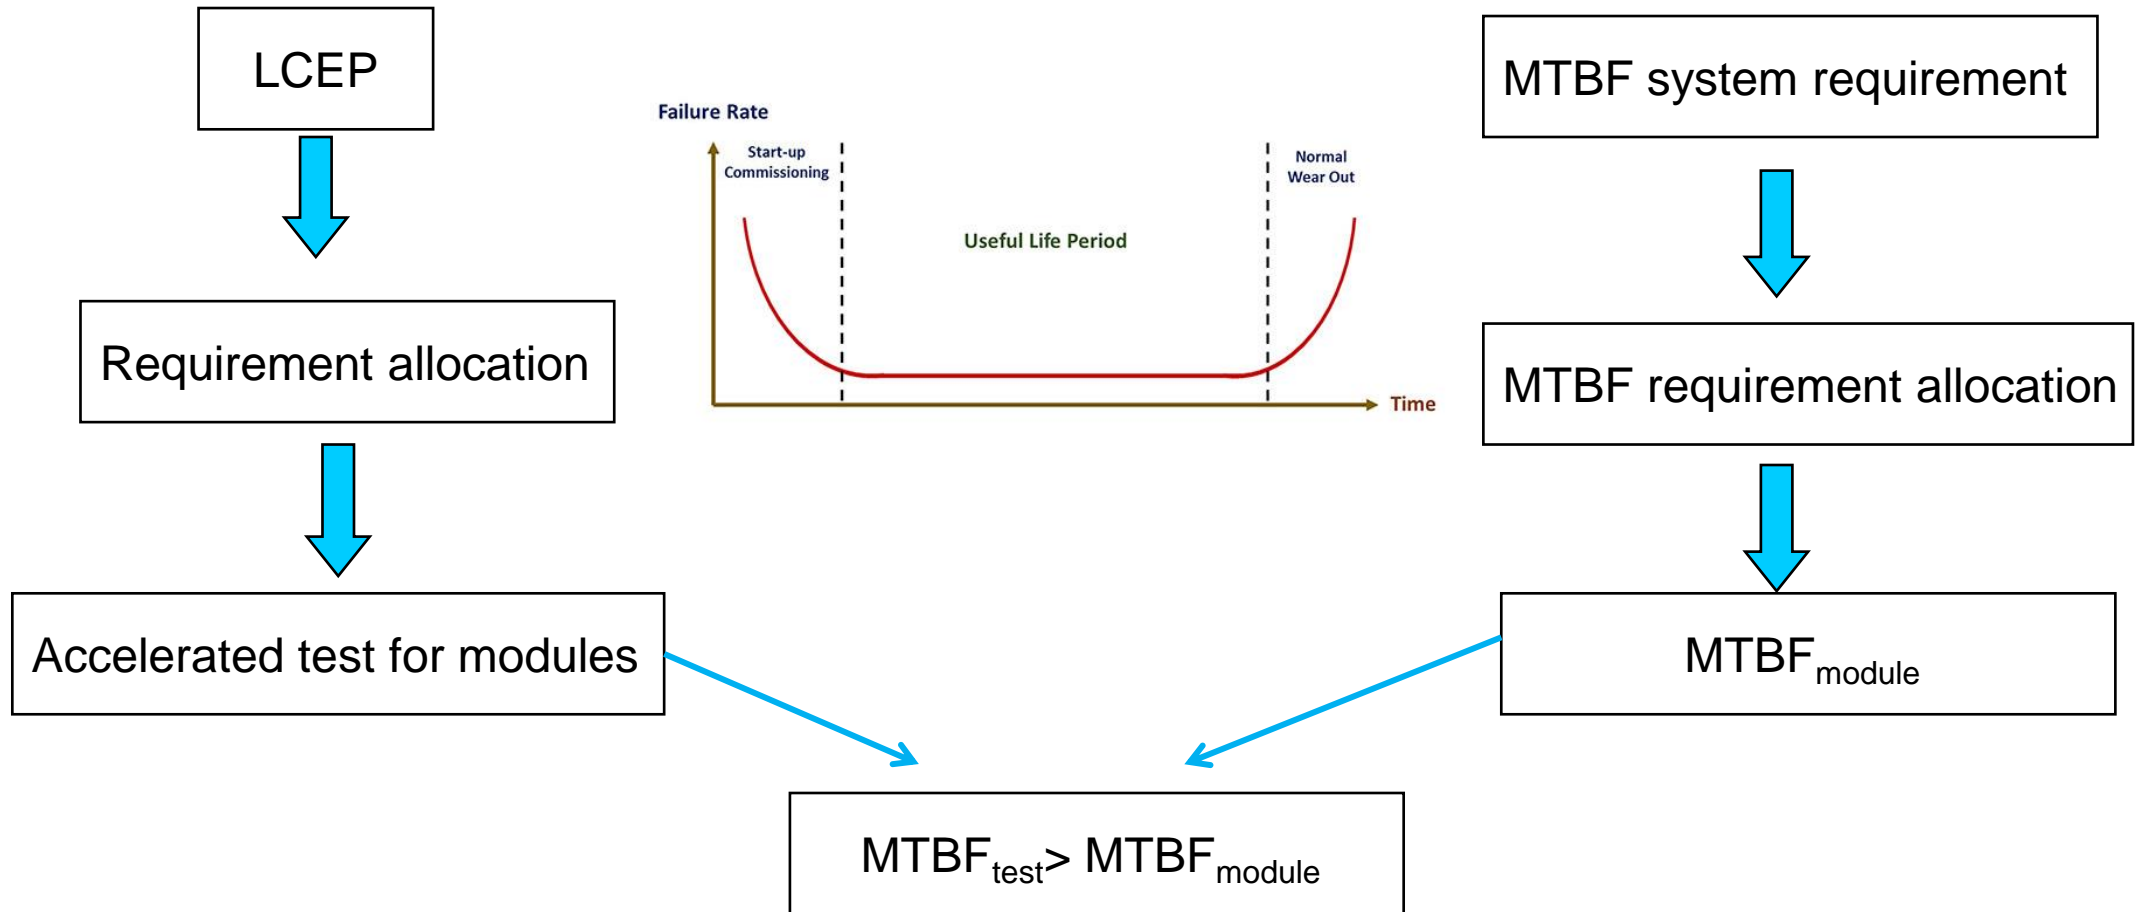 LCEP
MTBF system requirement
Failure Rate
Start-up
Commissioning
Normal
Wear Out
Useful Life Period
Requirement allocation
MTBF requirement allocation
Time
Accelerated test for modules
MTBFmodule
MTBFtest> MTBFmodule